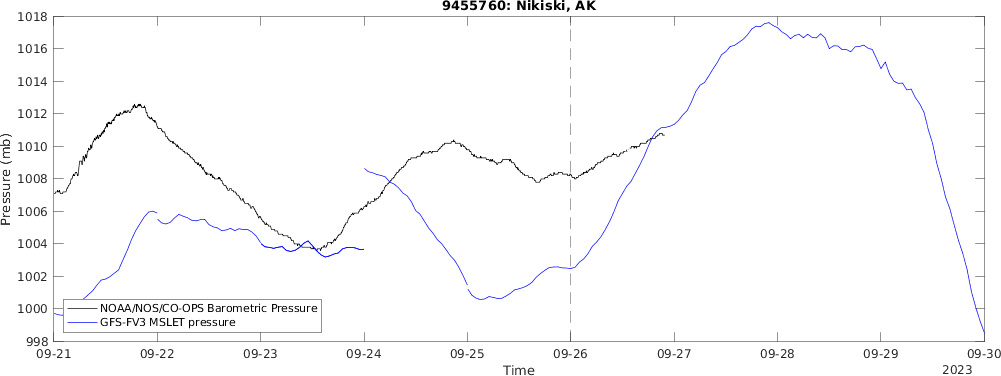 9455760: Nikiski, AK
1018
1016
1014
1012
1010
1008
1006
1004
1002
1000
998
Pressure (mb)
NOAA/NOS/CO-OPS Barometric Pressure
GFS-FV3 MSLET pressure
09-21 09-22 09-23 09-24 09-25 09-26 09-27 09-28 09-29 09-30
Time
2023